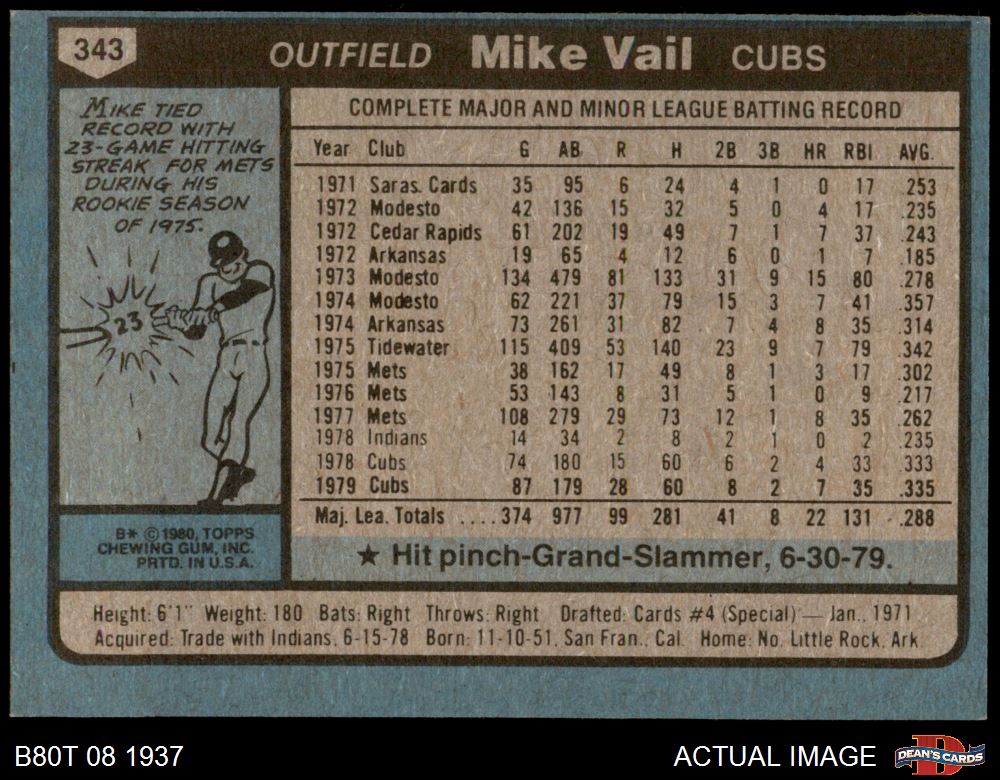 343 OUTFIELD Mike Vail CUBS
MIKE TIED
RECORD WITH
23-GAME HITTING
STREAK FOR METS
DURING HIS
ROOKIE SEASON
OF 1975.
23
B* ©1980, TOPPS
CHEWING GUM, INC.
PRTD. IN U.S.A.
COMPLETE MAJOR AND MINOR LEAGUE BATTING RECORD
Year Club G AB R H 2B 3B HR RBI AVG.
1971 Saras. Cards 35 95 6 24 4 1 0 17 .253
1972 Modesto 42 136 15 32 5 0 4 17 .235
1972 Cedar Rapids 61 202 19 49 7 1 7 37 .243
1972 Arkansas 19 65 4 12 6 0 1 7 .185
1973 Modesto 134 479 81 133 31 9 15 80 .278
1974 Modesto 62 221 37 79 15 3 7 41 .357
1974 Arkansas 73 261 31 82 7 4 8 35 .314
1975 Tidewater 115 409 53 140 23 9 7 79 .342
1975 Mets 38 162 17 49 8 1 3 17 .302
1976 Mets 53 143 8 31 5 1 0 9 .217
1977 Mets 108 279 29 73 12 1 8 35 .262
1978 Indians 14 34 2 8 2 1 0 2 .235
1978 Cubs 74 180 15 60 6 2 4 33 .333
1979 Cubs 87 179 28 60 8 2 7 35 .335
Maj. Lea. Totals ....374 977 99 281 41 8 22 131 .288
★ Hit pinch-Grand-Slammer, 6-30-79.
Height: 6'1" Weight: 180 Bats: Right Throws: Right Drafted: Cards #4 (Special) — Jan., 1971
Acquired: Trade with Indians, 6-15-78 Born: 11-10-51, San Fran., Cal. Home: No. Little Rock, Ark.
B80T 08 1937 ACTUAL IMAGE D DEAN'S CARDS